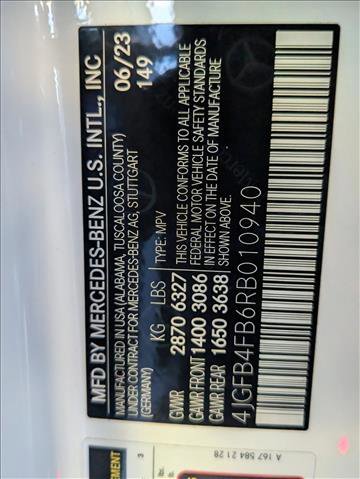 MFD BY MERCEDES-BENZ U.S. INTL., INC
06/23
149
MANUFACTURED IN USA (ALABAMA, TUSCALOOSA COUNTY)
UNDER CONTRACT FOR MERCEDES-BENZ AG, STUTTGART
(GERMANY)
KG LBS TYPE: MPV
GVWR 2870 6327
GAWR FRONT 1400 3086
GAWR REAR 1650 3638
THIS VEHICLE CONFORMS TO ALL APPLICABLE
FEDERAL MOTOR VEHICLE SAFETY STANDARDS
IN EFFECT ON THE DATE OF MANUFACTURE
SHOWN ABOVE.
4JGFB4FB6RB010940
3
A 167 584 21 28